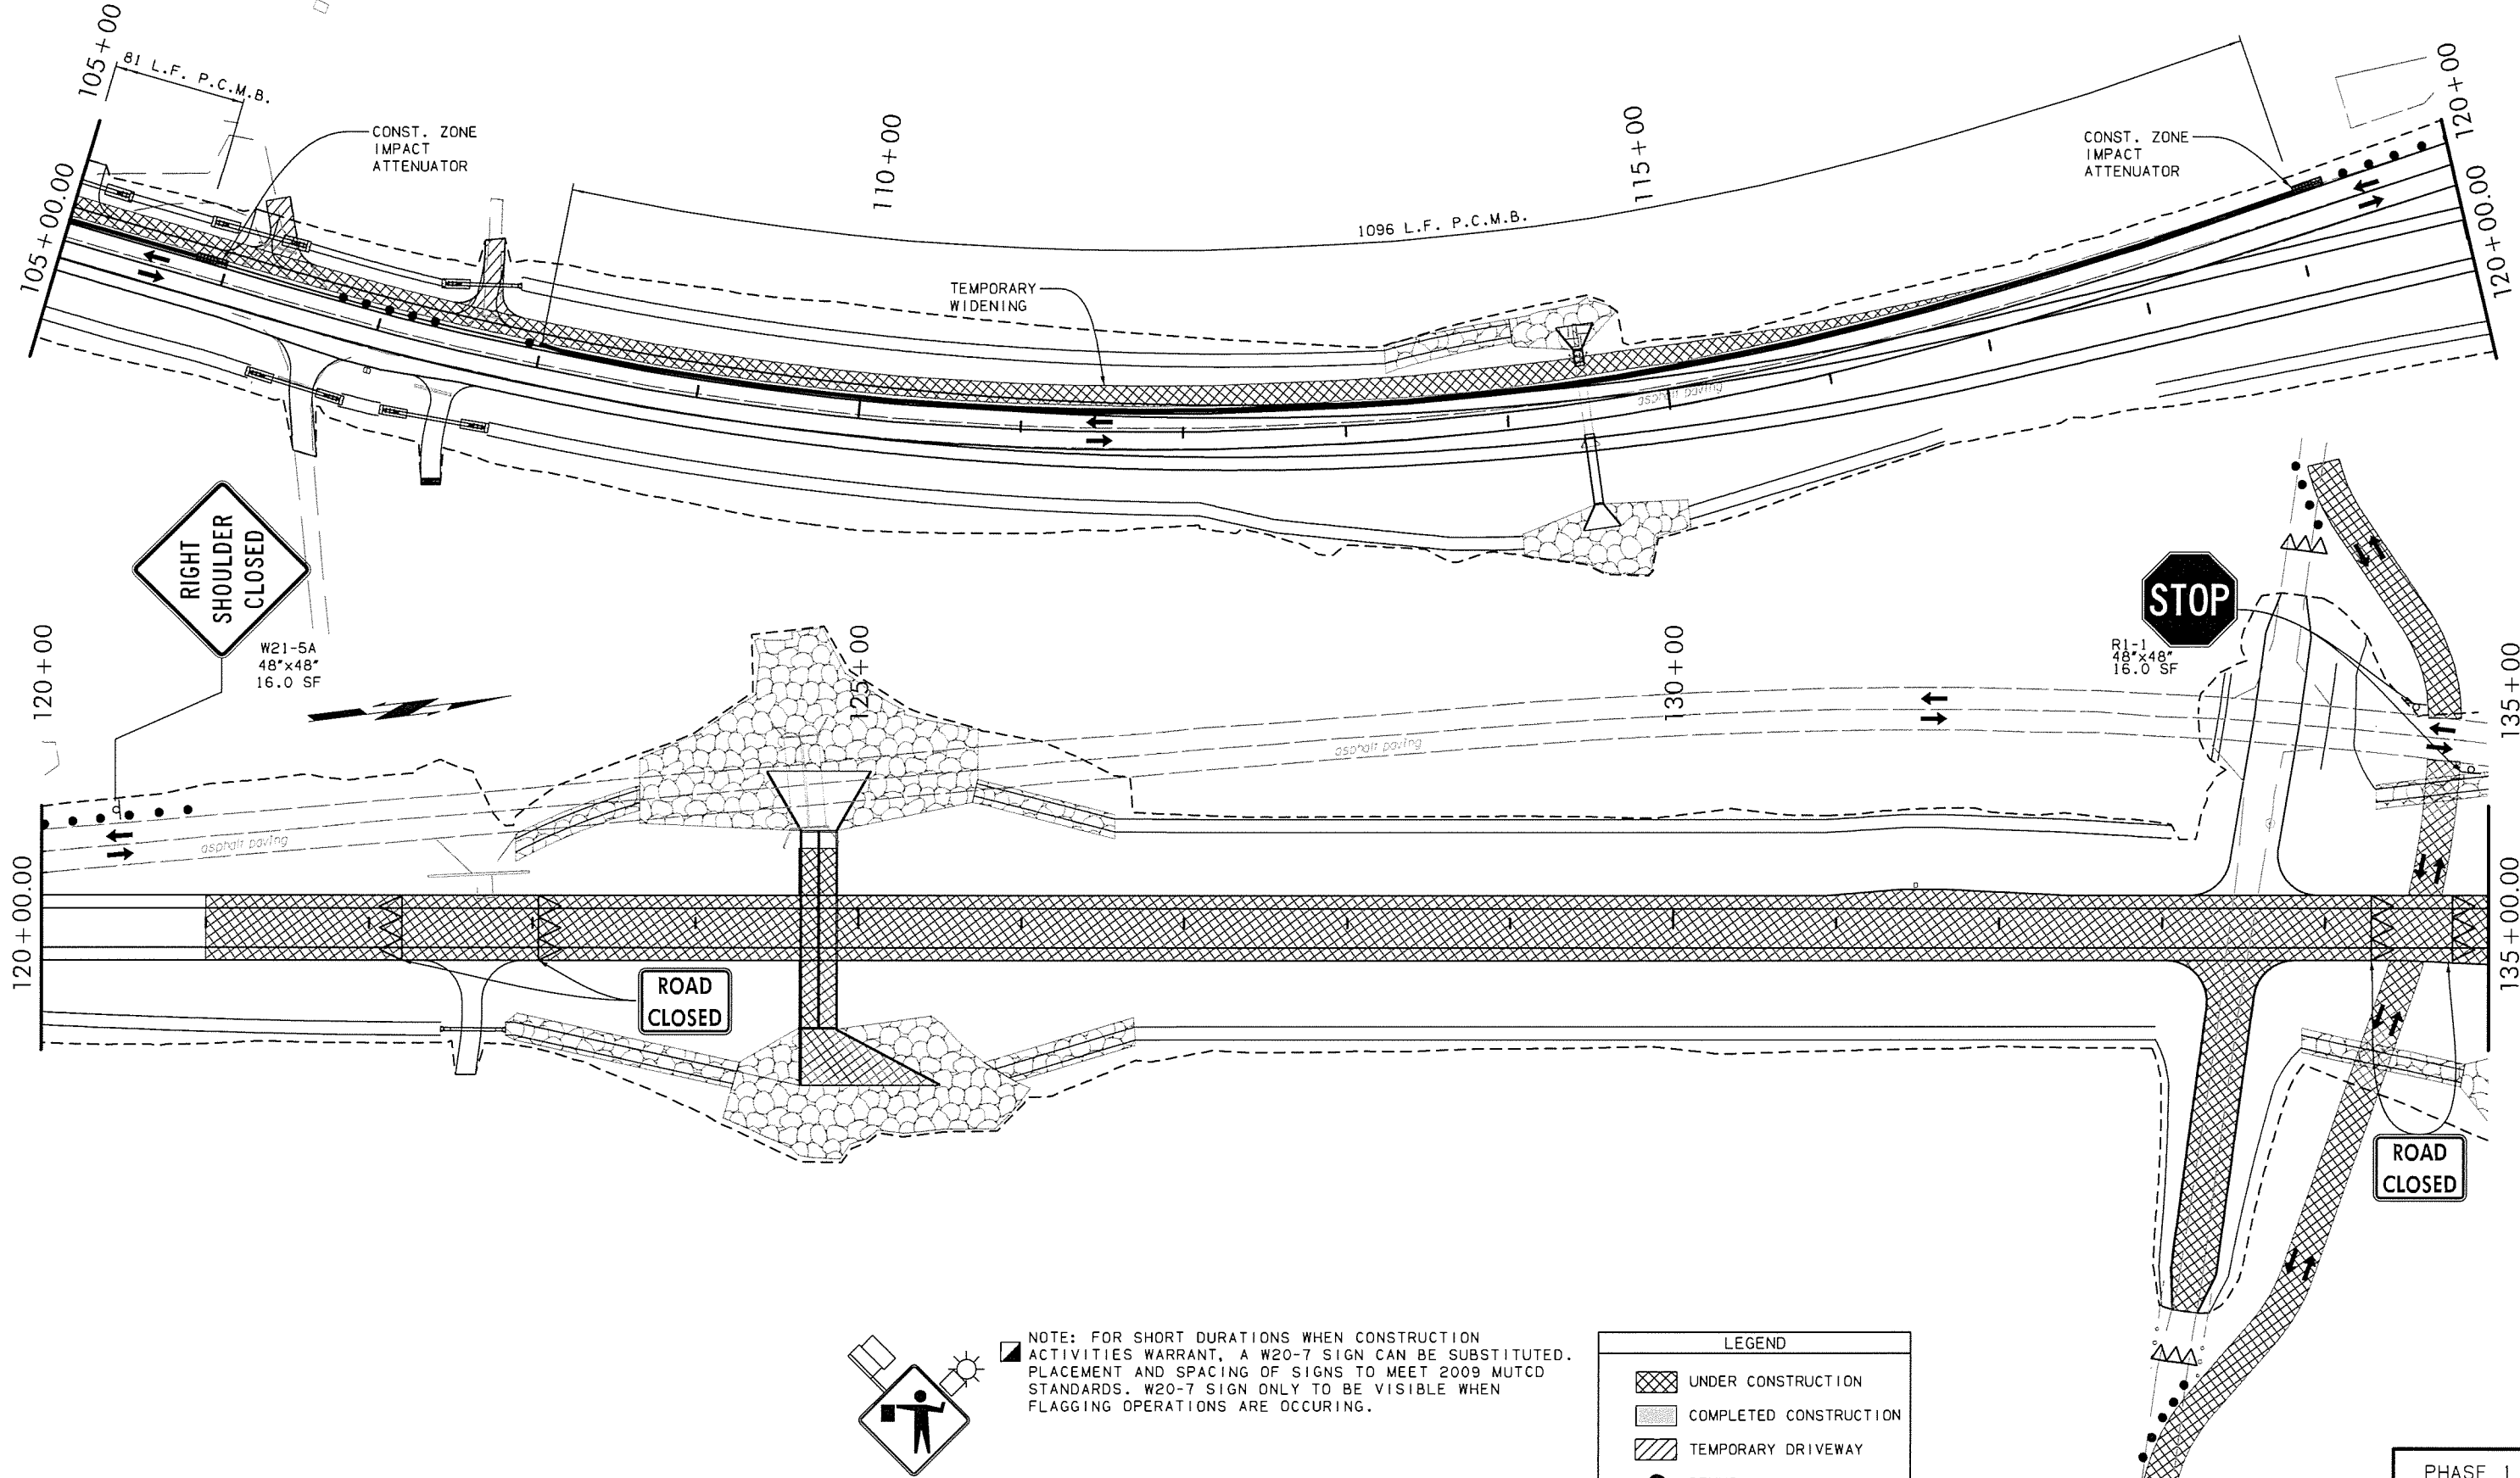 105+00
81 L.F. P.C.M.B.
CONST. ZONE
IMPACT
ATTENUATOR
110+00
115+00
1096 L.F. P.C.M.B.
CONST. ZONE
IMPACT
ATTENUATOR
120+00
105+00.00
120+00.00
TEMPORARY
WIDENING
asphalt paving
RIGHT
SHOULDER
CLOSED
W21-5A
48"x48"
16.0 SF
STOP
R1-1
48"x48"
16.0 SF
120+00
125+00
130+00
135+00
asphalt paving
asphalt paving
120+00.00
135+00.00
ROAD
CLOSED
ROAD
CLOSED
NOTE: FOR SHORT DURATIONS WHEN CONSTRUCTION
ACTIVITIES WARRANT, A W20-7 SIGN CAN BE SUBSTITUTED.
PLACEMENT AND SPACING OF SIGNS TO MEET 2009 MUTCD
STANDARDS. W20-7 SIGN ONLY TO BE VISIBLE WHEN
FLAGGING OPERATIONS ARE OCCURING.
LEGEND
UNDER CONSTRUCTION
COMPLETED CONSTRUCTION
TEMPORARY DRIVEWAY
PHASE 1